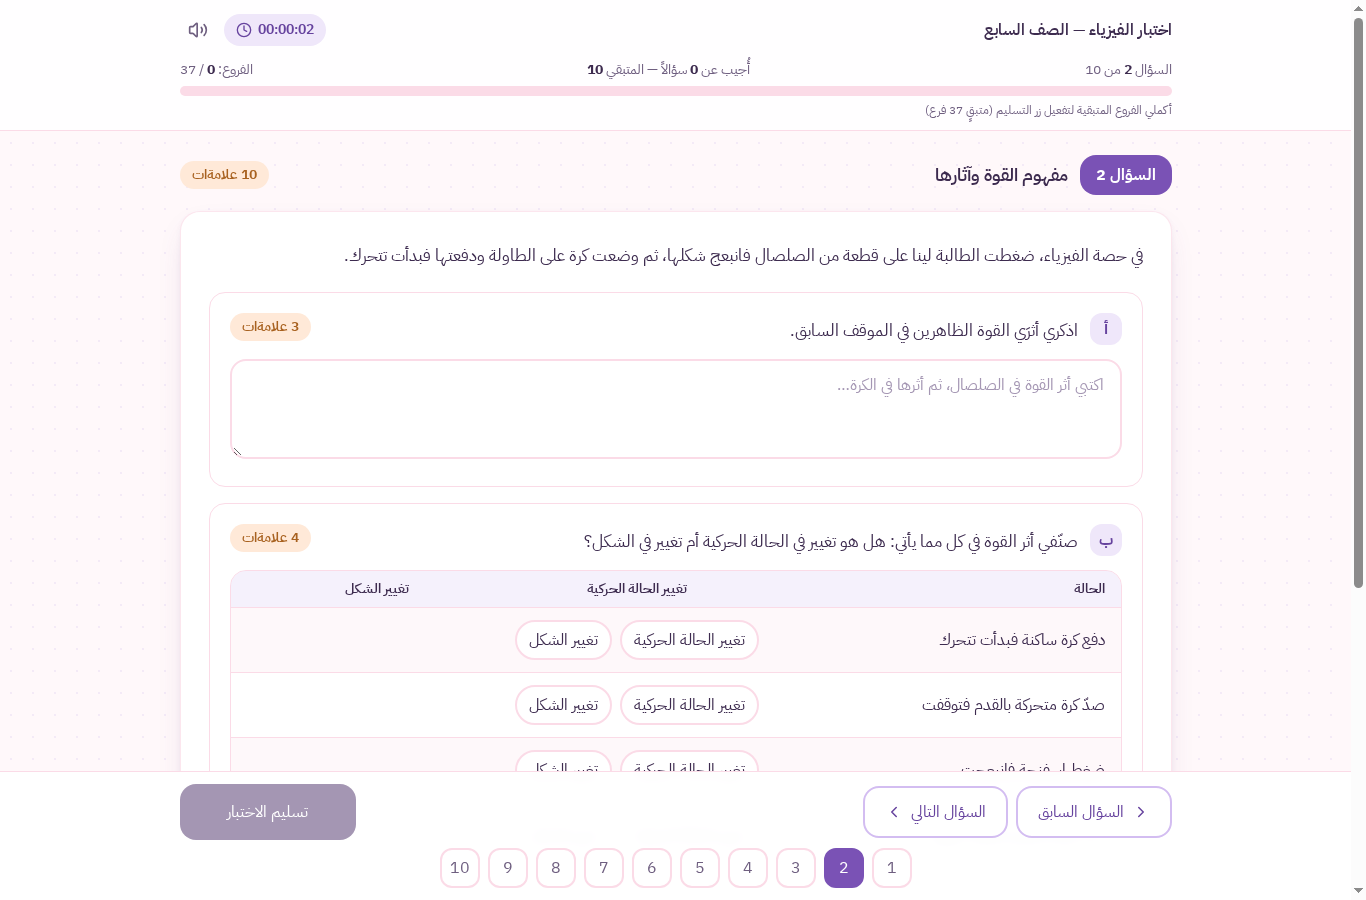 اختبار الفيزياء — الصف السابع
00:00:02
السؤال 2 من 10
أُجيب عن 0 سؤالاً — المتبقي 10
الفروع: 0 / 37
أكملي الفروع المتبقية لتفعيل زر التسليم (متبقٍ 37 فرع)
السؤال 2
مفهوم القوة وآثارها
10 علامات
في حصة الفيزياء، ضغطت الطالبة لينا على قطعة من الصلصال فانبعج شكلها، ثم وضعت كرة على الطاولة ودفعتها فبدأت تتحرك.
أ
اذكري أثرَي القوة الظاهرين في الموقف السابق.
3 علامات
اكتبي أثر القوة في الصلصال، ثم أثرها في الكرة...
ب
صنّفي أثر القوة في كل مما يأتي: هل هو تغيير في الحالة الحركية أم تغيير في الشكل؟
4 علامات
الحالة
تغيير الحالة الحركية
تغيير الشكل
دفع كرة ساكنة فبدأت تتحرك
تغيير الحالة الحركية
تغيير الشكل
صدّ كرة متحركة بالقدم فتوقفت
تغيير الحالة الحركية
تغيير الشكل
تغيير الحالة الحركية
تغيير الشكل
السؤال السابق
السؤال التالي
تسليم الاختبار
1 2 3 4 5 6 7 8 9 10